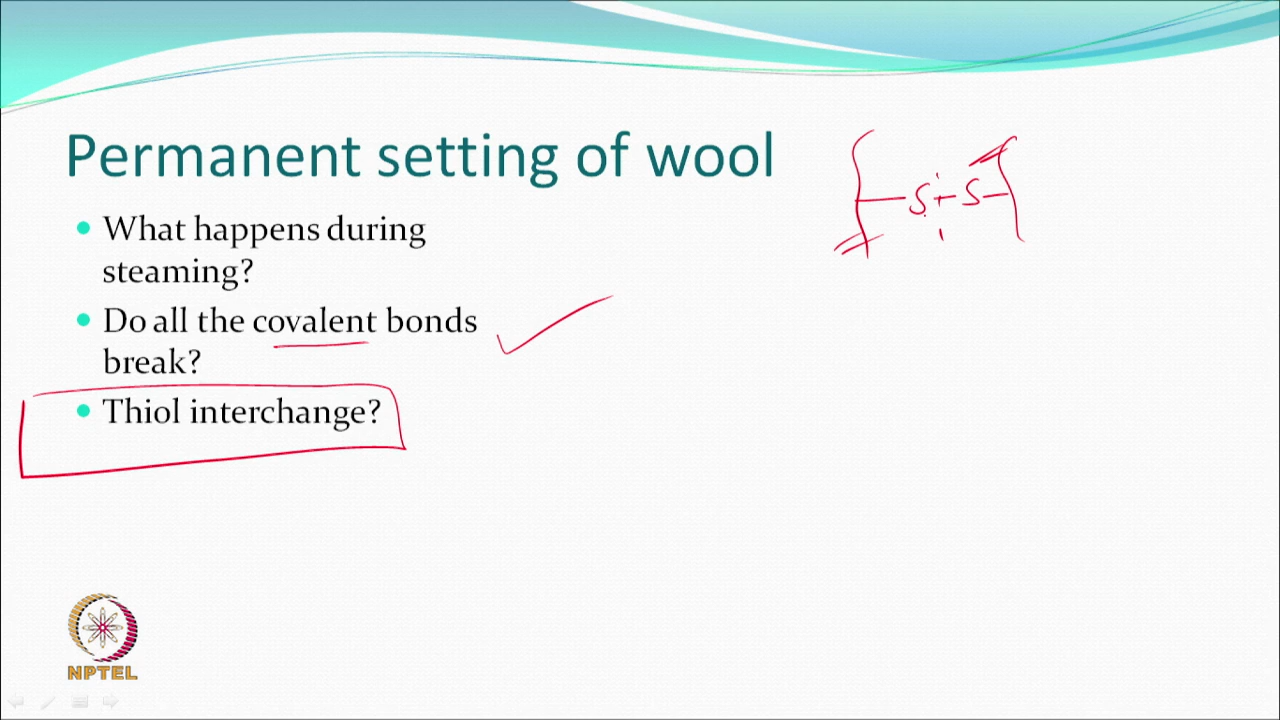 Permanent setting of wool
What happens during
steaming?
Do all the covalent bonds
break?
Thiol interchange?
S S
NPTEL